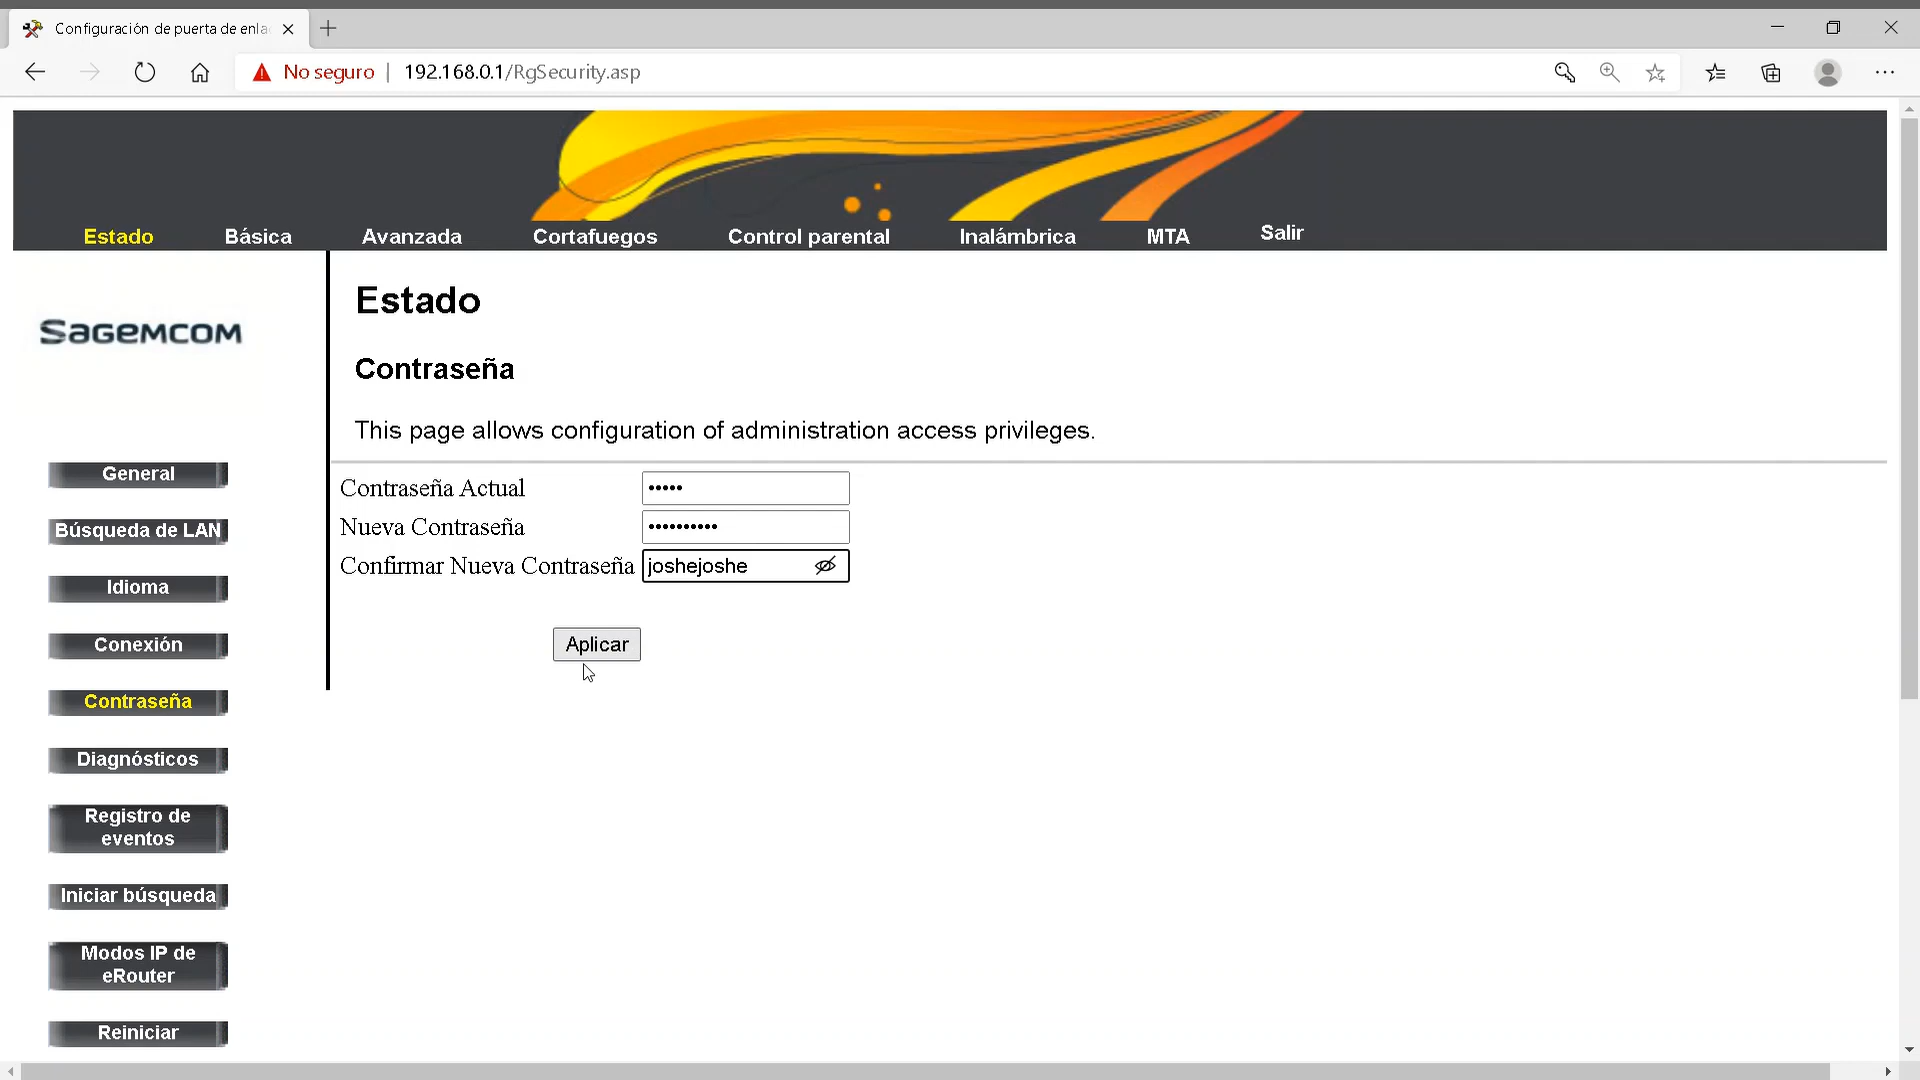 Configuración de puerta de enla
No seguro | 192.168.0.1/RgSecurity.asp
Estado Básica Avanzada Cortafuegos Control parental Inalámbrica MTA Salir
SAGEMCOM
Estado
Contraseña
This page allows configuration of administration access privileges.
Contraseña Actual •••••
Nueva Contraseña ••••••••••
Confirmar Nueva Contraseña joshejoshe
Aplicar
General
Búsqueda de LAN
Idioma
Conexión
Contraseña
Diagnósticos
Registro de
eventos
Iniciar búsqueda
Modos IP de
eRouter
Reiniciar